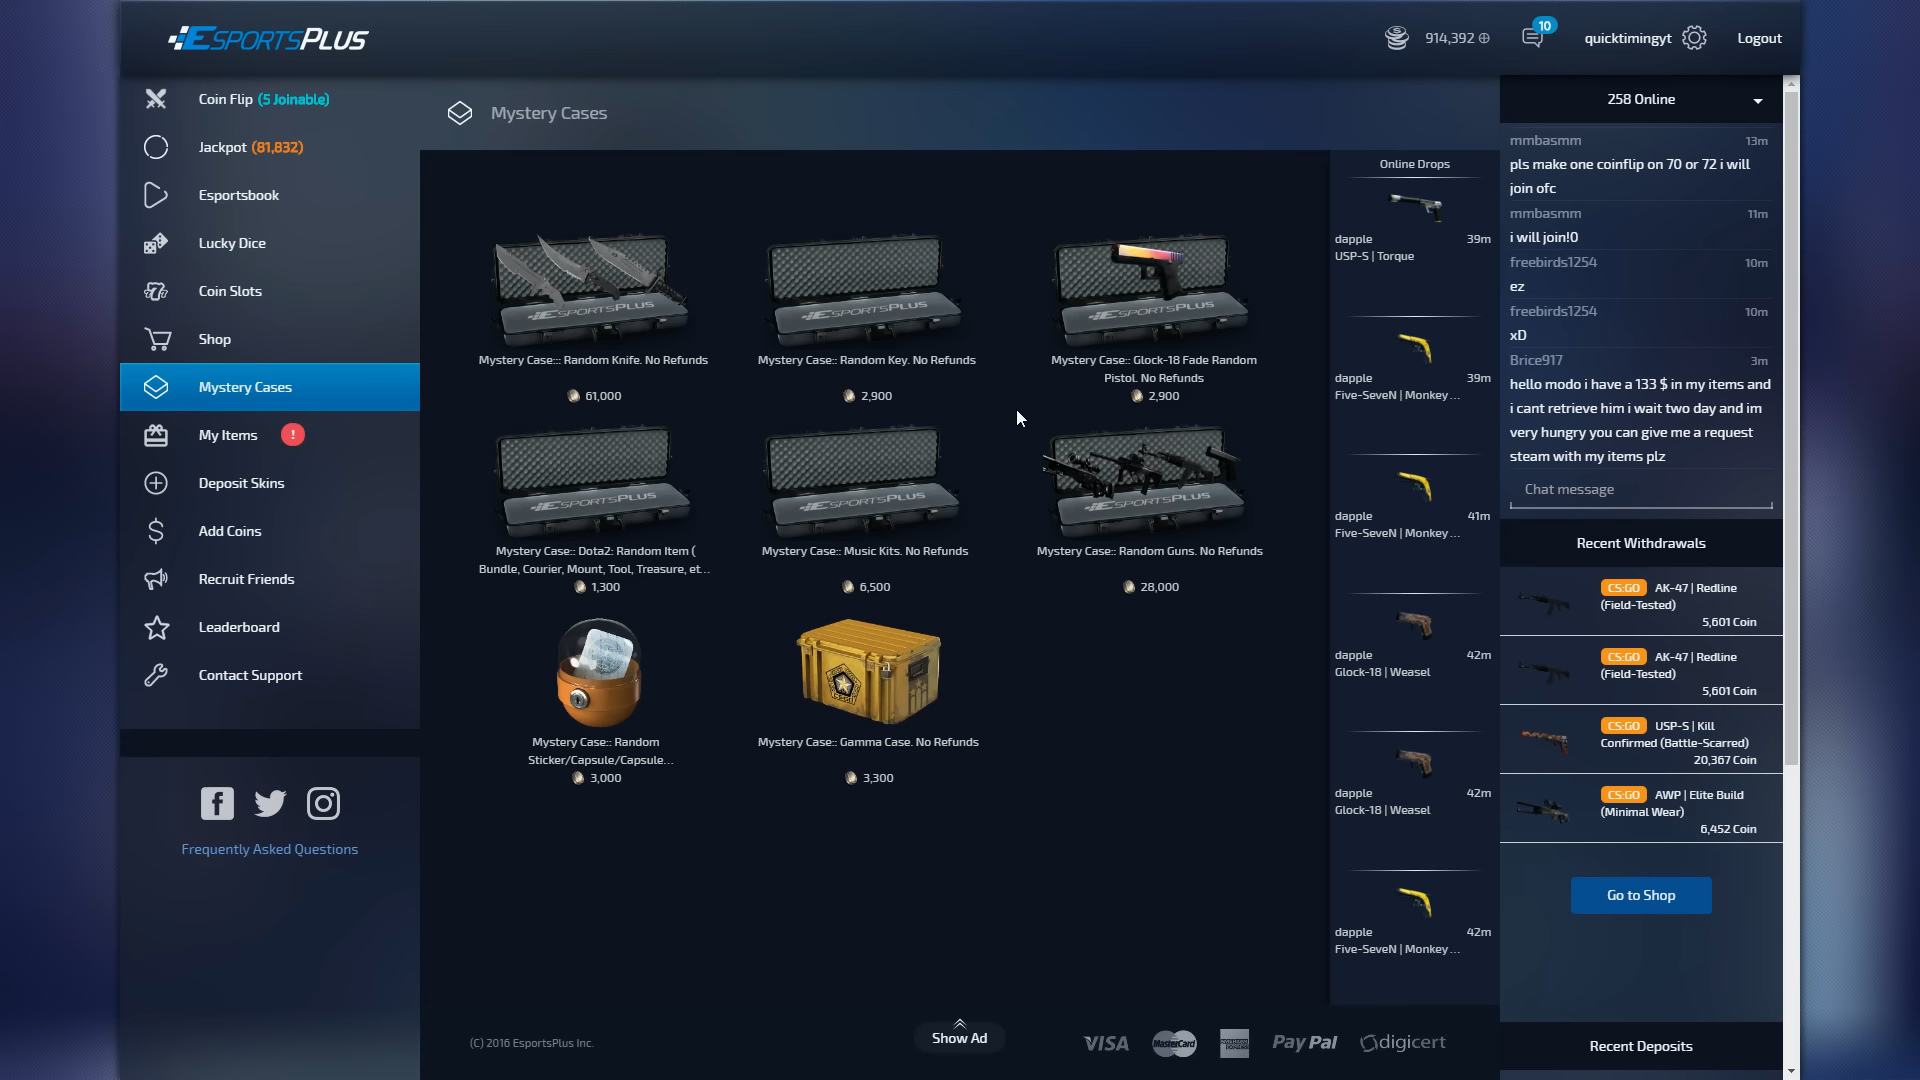 ESPORTSPLUS
914,392
10
quicktimingyt
Logout
Coin Flip (5 Joinable)
Jackpot (81,832)
Esportsbook
Lucky Dice
Coin Slots
Shop
Mystery Cases
My Items !
Deposit Skins
Add Coins
Recruit Friends
Leaderboard
Contact Support
Frequently Asked Questions
Mystery Cases
ESPORTSPLUS
ESPORTSPLUS
ESPORTSPLUS
Mystery Case::: Random Knife. No Refunds
61,000
Mystery Case:: Random Key. No Refunds
2,900
Mystery Case:: Glock-18 Fade Random
Pistol. No Refunds
2,900
ESPORTSPLUS
ESPORTSPLUS
ESPORTSPLUS
Mystery Case:: Dota2: Random Item (
Bundle, Courier, Mount, Tool, Treasure, et...
1,300
Mystery Case:: Music Kits. No Refunds
6,500
Mystery Case:: Random Guns. No Refunds
28,000
Mystery Case:: Random
Sticker/Capsule/Capsule...
3,000
Mystery Case:: Gamma Case. No Refunds
3,300
Online Drops
dapple 39m
USP-S | Torque
dapple 39m
Five-SeveN | Monkey ...
dapple 41m
Five-SeveN | Monkey ...
dapple 42m
Glock-18 | Weasel
dapple 42m
Glock-18 | Weasel
dapple 42m
Five-SeveN | Monkey ...
258 Online
mmbasmm 13m
pls make one coinflip on 70 or 72 i will
join ofc
mmbasmm 11m
i will join!0
freebirds1254 10m
ez
freebirds1254 10m
xD
Brice917 3m
hello modo i have a 133 $ in my items and
i cant retrieve him i wait two day and im
very hungry you can give me a request
steam with my items plz
Chat message
Recent Withdrawals
CS:GO AK-47 | Redline
(Field-Tested)
5,601 Coin
CS:GO AK-47 | Redline
(Field-Tested)
5,601 Coin
CS:GO USP-S | Kill
Confirmed (Battle-Scarred)
20,367 Coin
CS:GO AWP | Elite Build
(Minimal Wear)
6,452 Coin
Go to Shop
Recent Deposits
(C) 2016 EsportsPlus Inc.
Show Ad
VISA
MasterCard
AMERICAN EXPRESS
PayPal
digicert